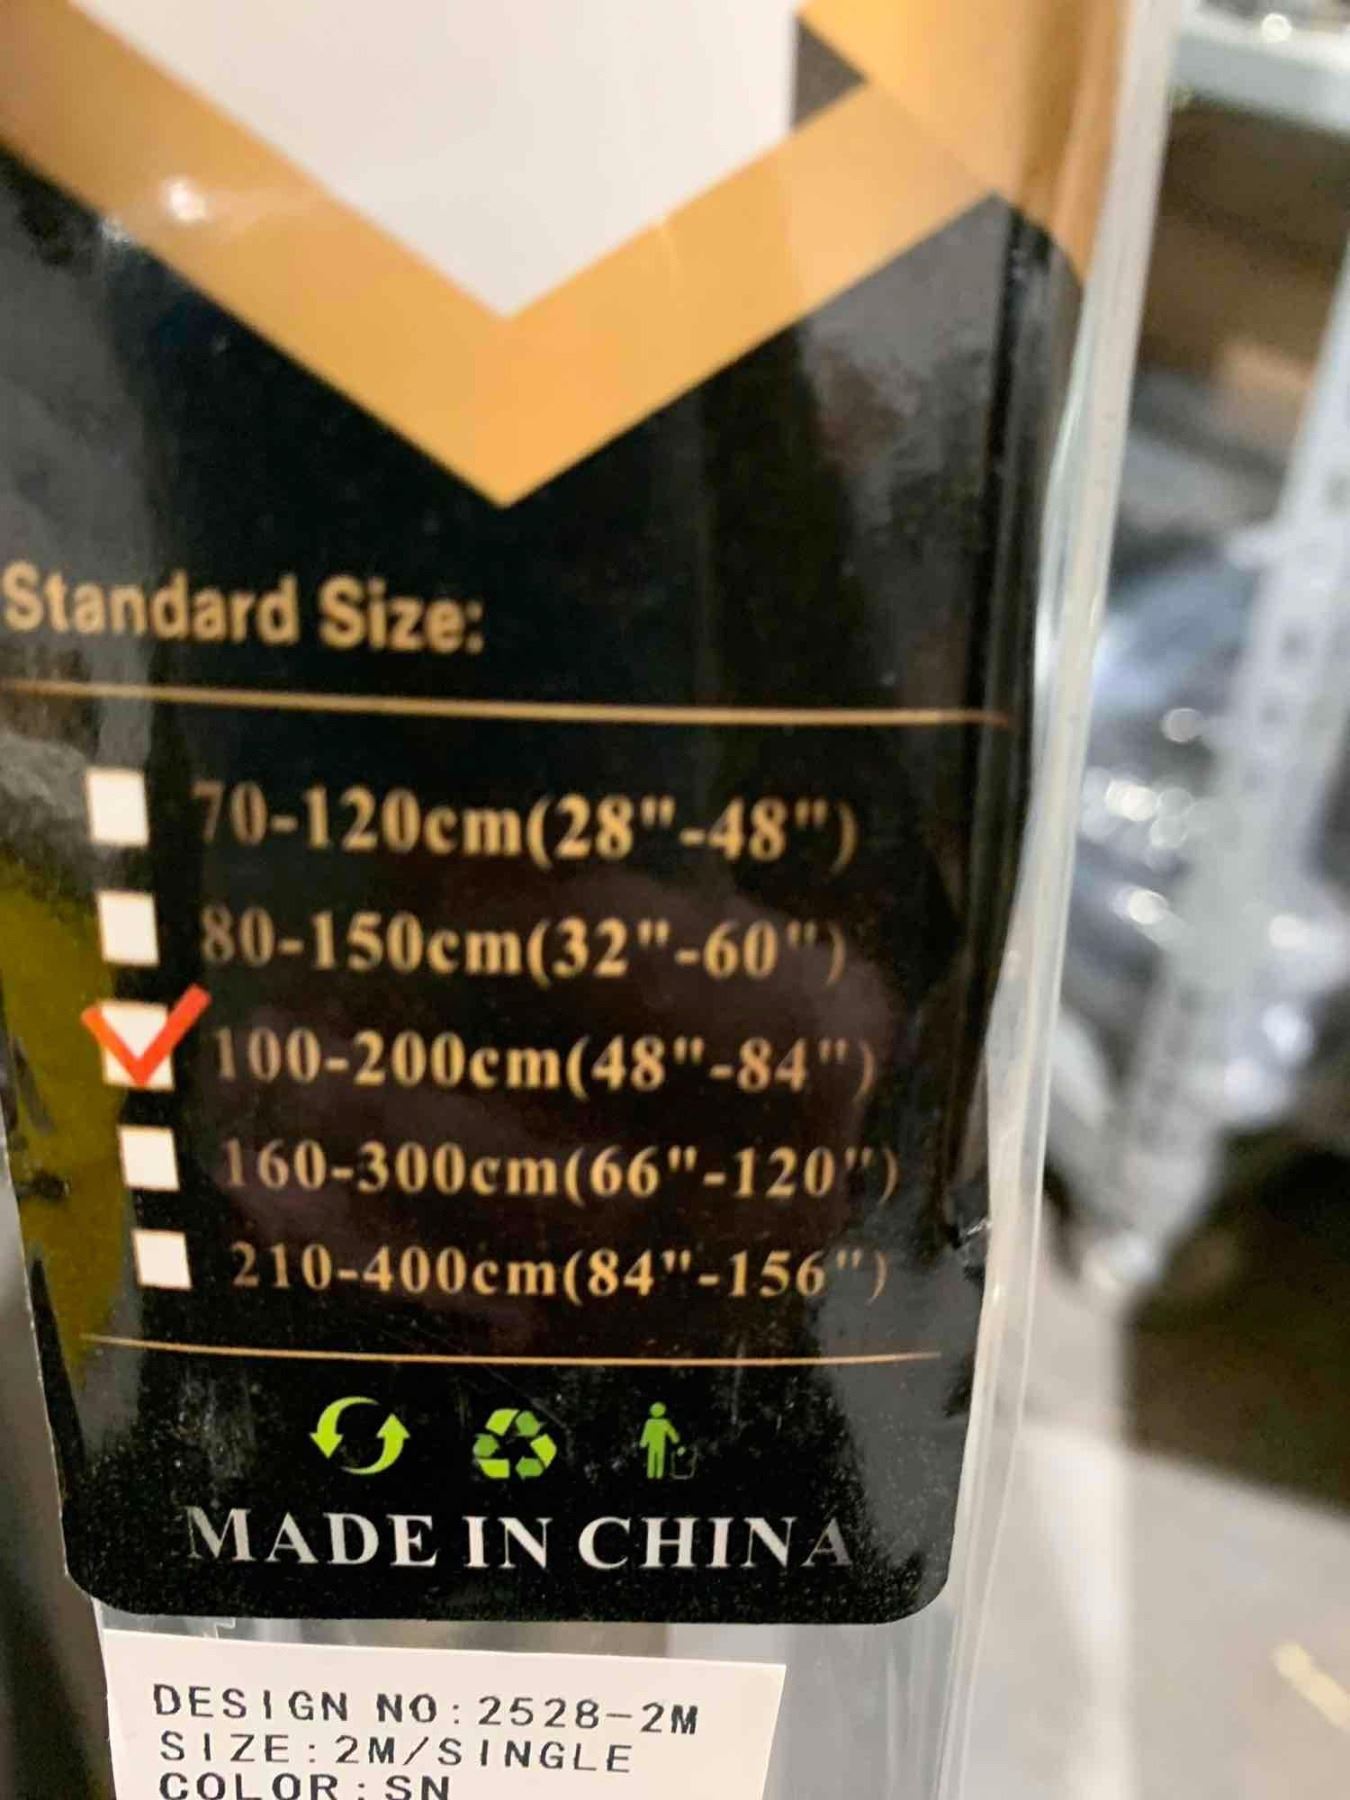 Standard Size:
70-120cm(28"-48")
80-150cm(32"-60")
100-200cm(48"-84")
160-300cm(66"-120")
210-400cm(84"-156")
MADE IN CHINA
DESIGN NO:2528-2M
SIZE:2M/SINGLE
COLOR:SN